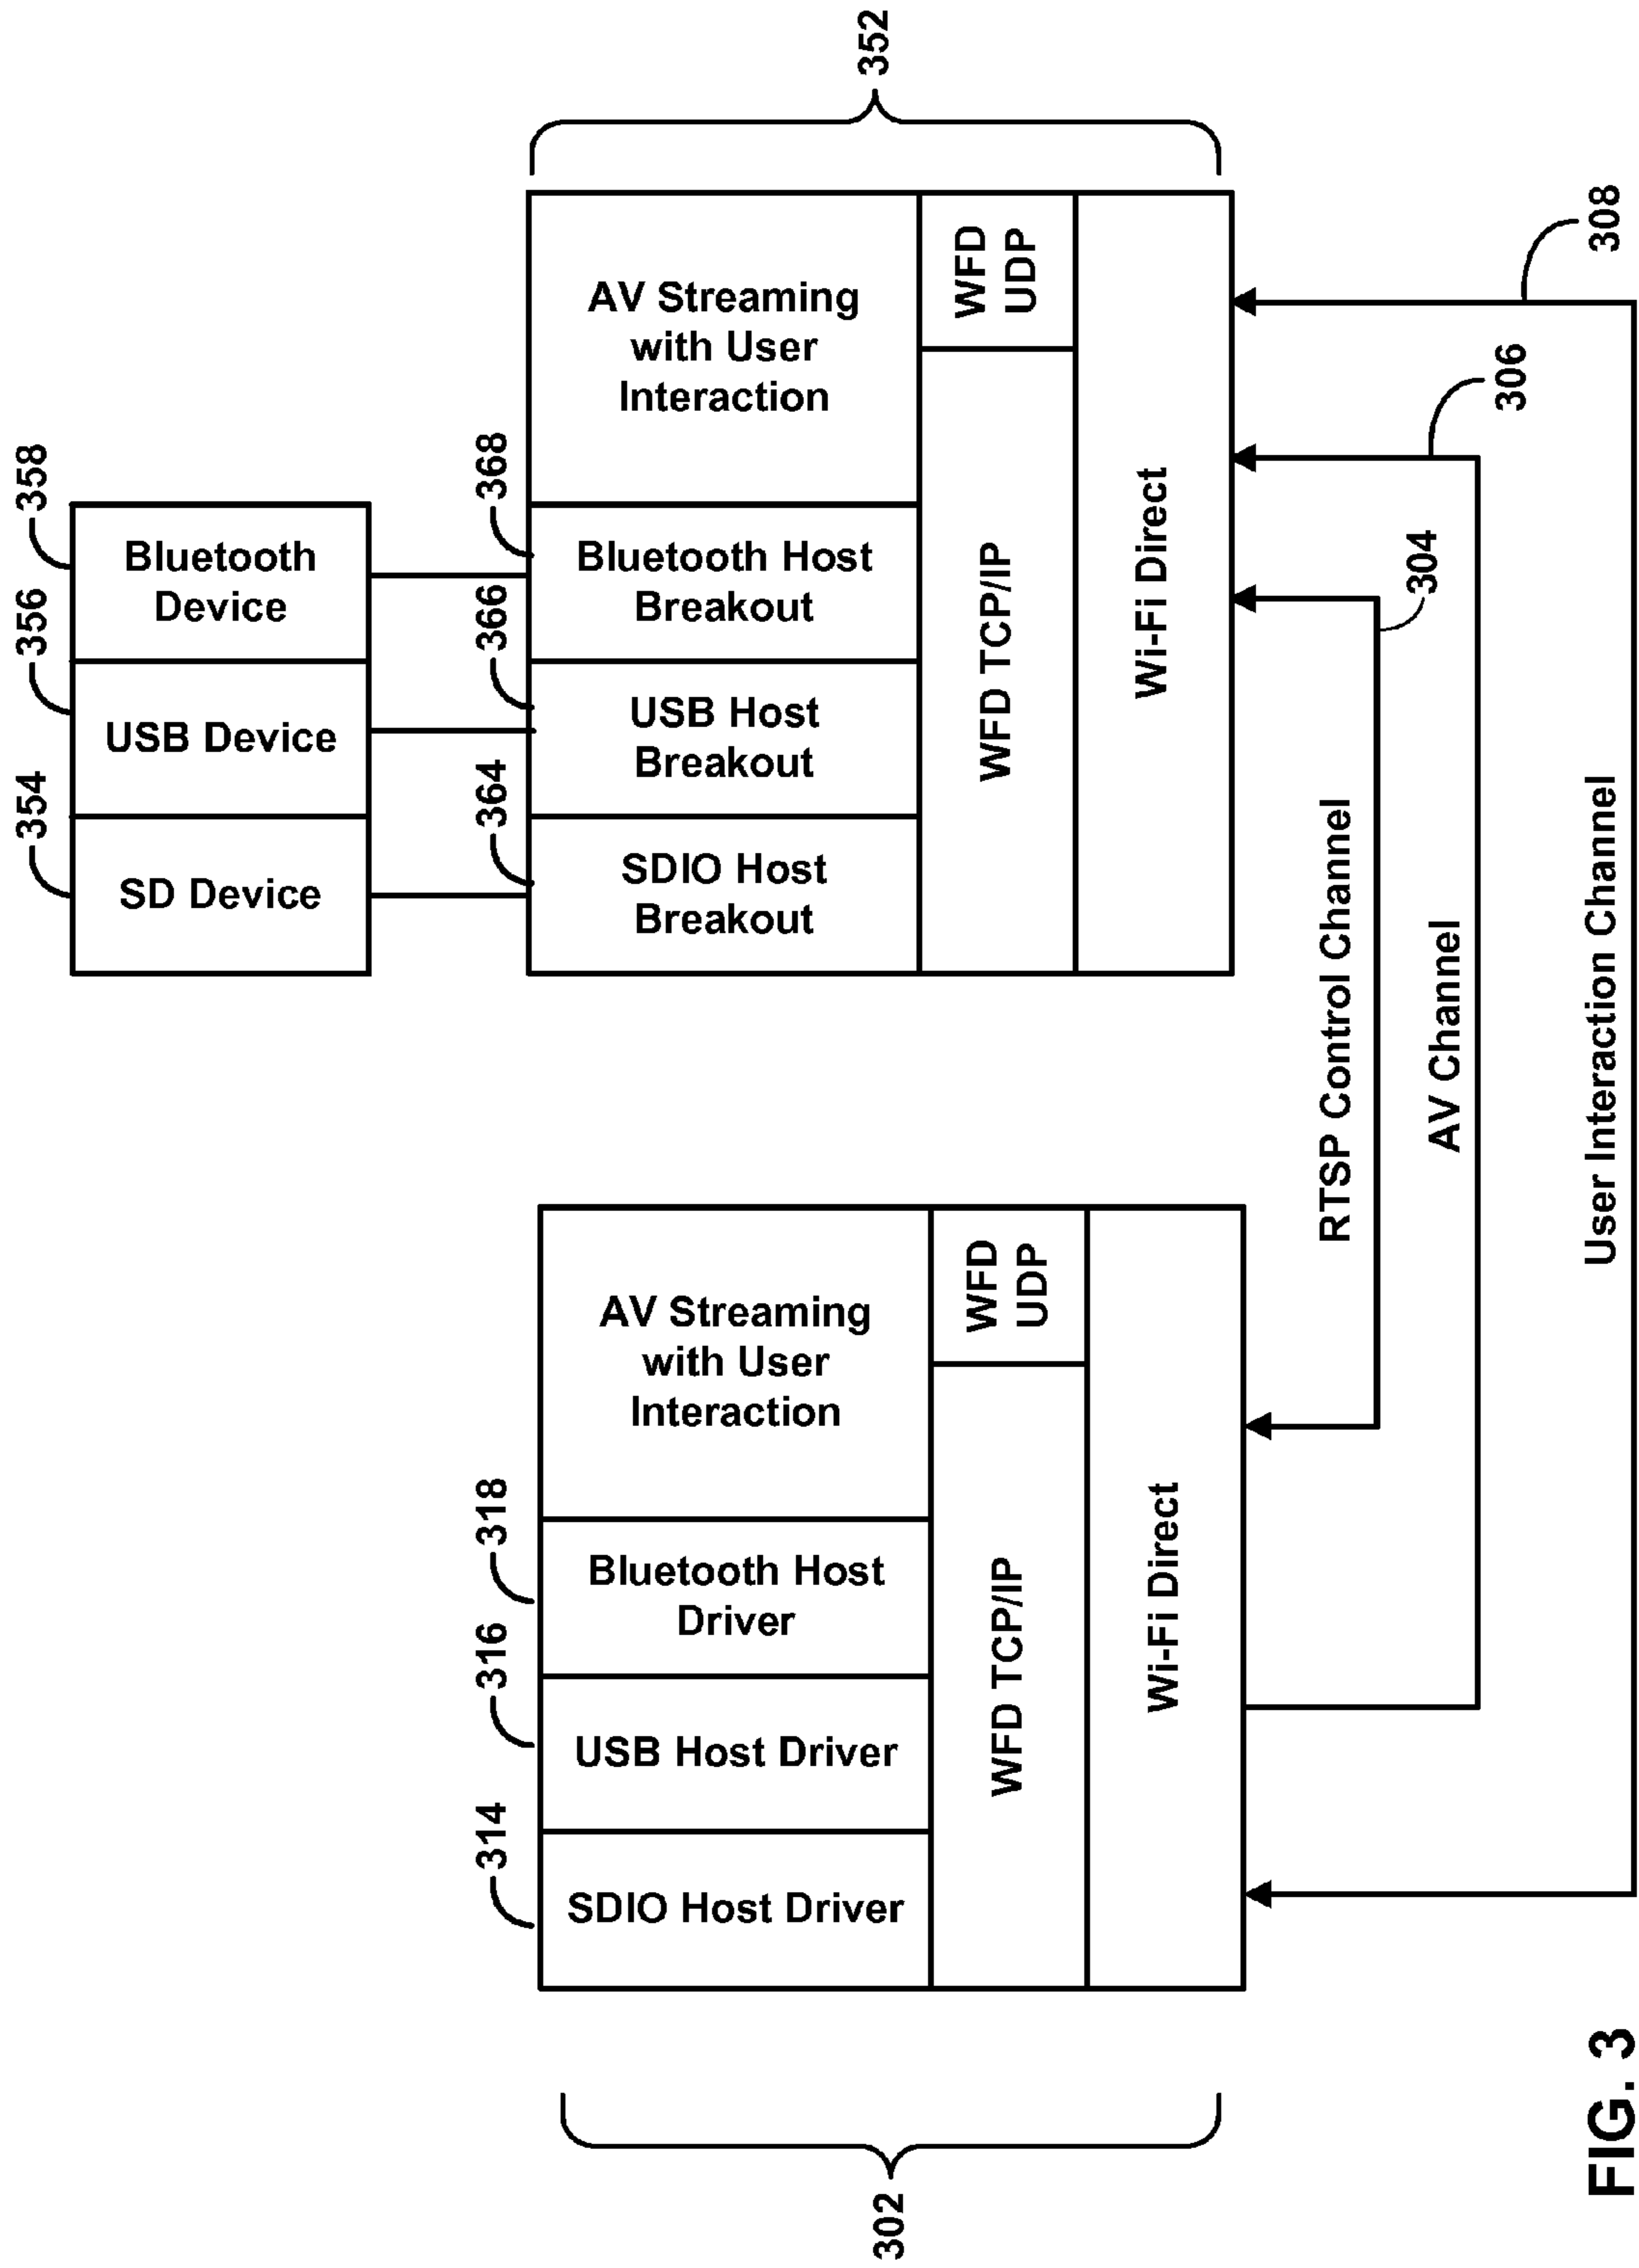 354
356
358
SD Device
USB Device
Bluetooth
Device
314
316
318
364
366
368
SDIO Host Driver
USB Host Driver
Bluetooth Host
Driver
AV Streaming
with User
Interaction
SDIO Host
Breakout
USB Host
Breakout
Bluetooth Host
Breakout
AV Streaming
with User
Interaction
302
352
WFD TCP/IP
WFD
UDP
WFD TCP/IP
WFD
UDP
Wi-Fi Direct
Wi-Fi Direct
RTSP Control Channel
304
AV Channel
306
User Interaction Channel
308
FIG. 3